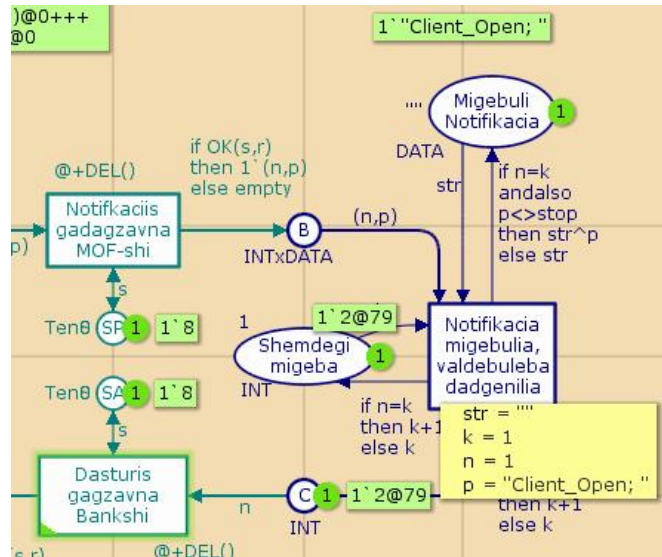 )@0+++
@0
1`"Client_Open; "
""
Migebuli
Notifikacia
1
DATA
str
if n=k
andalso
p<>stop
then str^p
else str
if OK(s,r)
then 1`(n,p)
else empty
@+DEL()
Notifkaciis
gadagzavna
MOF-shi
p)
(n,p)
B
INTxDATA
s
Ten0
SP
1
1`8
1
1`2@79
Shemdegi
migeba
1
INT
Notifikacia
migebulia,
valdebuleba
dadgenilia
Ten0
SA
1
1`8
s
if n=k
then k+1
else k
str = ""
k = 1
n = 1
p = "Client_Open; "
Dasturis
gagzavna
Bankshi
n
C
1
1`2@79
INT
then k+1
else k
(s,r)
@+DEL()